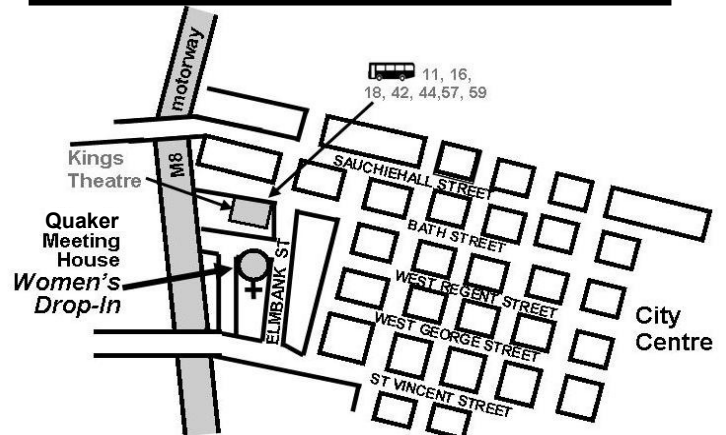 motorway
11, 16,
18, 42, 44,57, 59
M8
Kings
Theatre
SAUCHIEHALL STREET
Quaker
Meeting
House
Women's
Drop-In
BATH STREET
ELMBANK ST
WEST REGENT STREET
WEST GEORGE STREET
City
Centre
ST VINCENT STREET